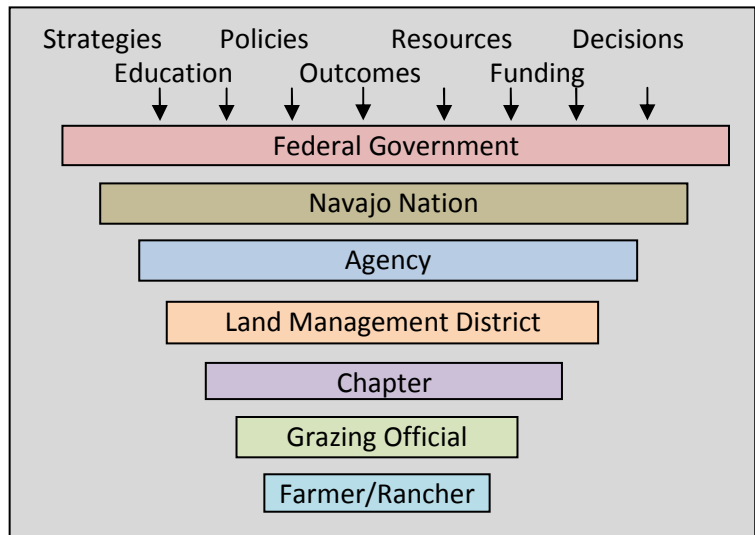 Strategies Policies Resources Decisions
Education Outcomes Funding
Federal Government
Navajo Nation
Agency
Land Management District
Chapter
Grazing Official
Farmer/Rancher